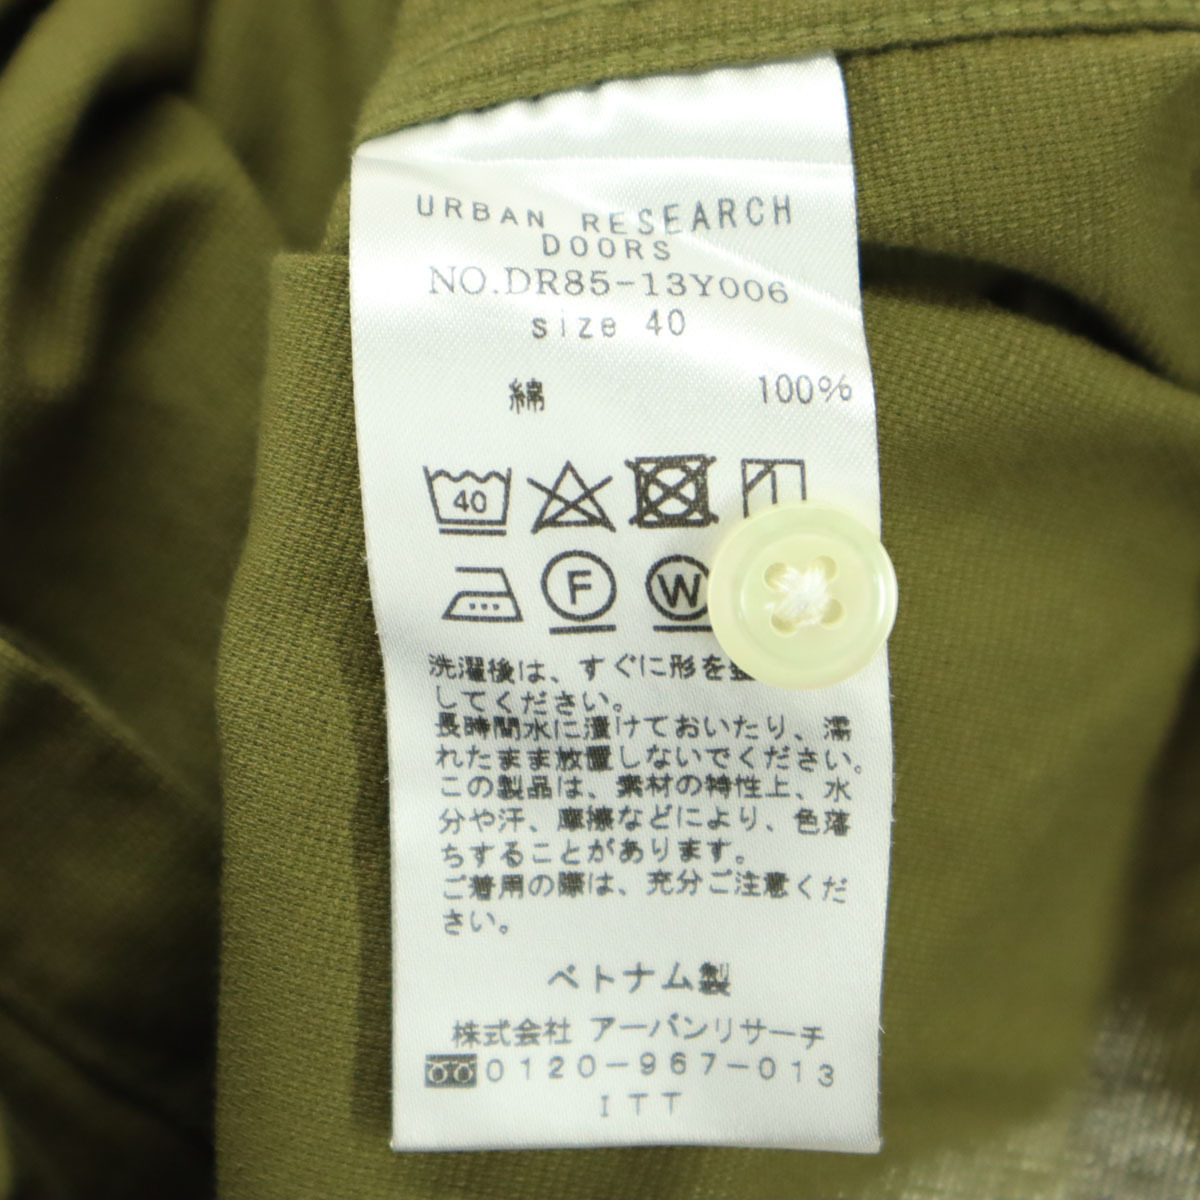 URBAN RESEARCH
DOORS
NO.DR85-13Y006
size 40
綿 100%
40
F W
洗濯後は、すぐに形を整
してください。
長時間水に漬けておいたり、濡
れたまま放置しないでください。
この製品は、素材の特性上、水
分や汗、摩擦などにより、色落
ちすることがあります。
ご着用の際は、充分ご注意くだ
さい。
ベトナム製
株式会社 アーバンリサーチ
0120-967-013
ITT